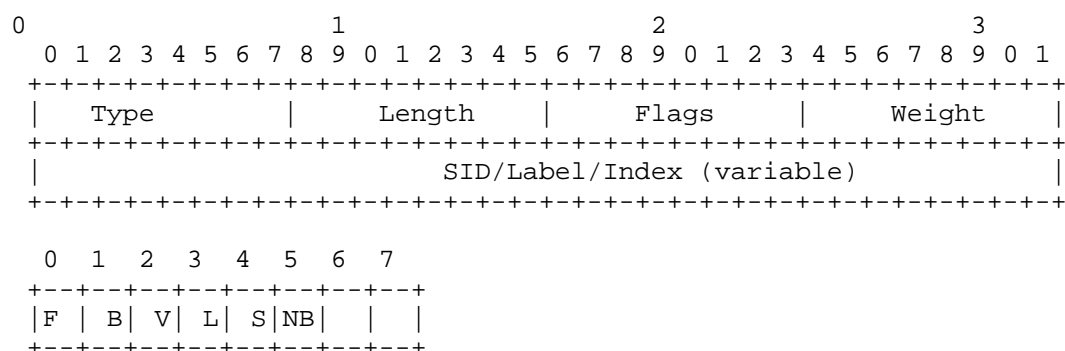 0                   1                   2                   3
 0 1 2 3 4 5 6 7 8 9 0 1 2 3 4 5 6 7 8 9 0 1 2 3 4 5 6 7 8 9 0 1
+-+-+-+-+-+-+-+-+-+-+-+-+-+-+-+-+-+-+-+-+-+-+-+-+-+-+-+-+-+-+-+-+
|   Type        |     Length    |     Flags     |     Weight    |
+-+-+-+-+-+-+-+-+-+-+-+-+-+-+-+-+-+-+-+-+-+-+-+-+-+-+-+-+-+-+-+-+
|                         SID/Label/Index (variable)            |
+-+-+-+-+-+-+-+-+-+-+-+-+-+-+-+-+-+-+-+-+-+-+-+-+-+-+-+-+-+-+-+-+
 0  1  2  3  4  5  6  7
+--+--+--+--+--+--+--+--+
|F | B| V| L| S|NB|  |  |
+--+--+--+--+--+--+--+--+